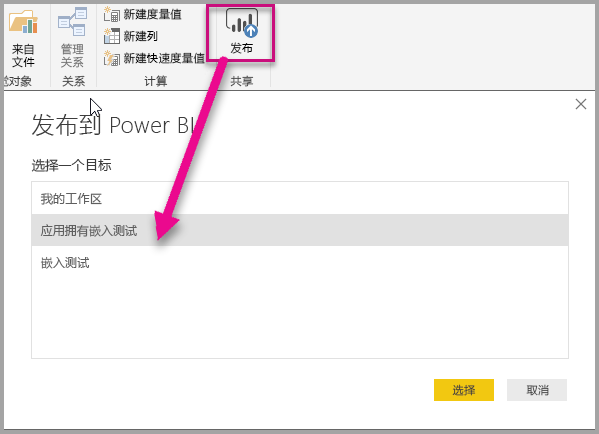 来自
文件
管理
关系
新建度量值
新建列
新建快速度量值
发布
觉对象
关系
计算
共享
发布到 Power BI
选择一个目标
我的工作区
应用拥有嵌入测试
嵌入测试
选择
取消